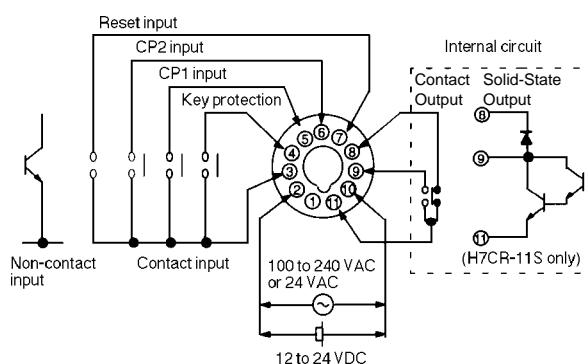 Reset input
CP2 input
CP1 input
Key protection
Internal circuit
Contact Output
Solid-State Output
5
6
7
4
8
3
9
2
10
1
11
8
9
11
(H7CR-11S only)
Non-contact input
Contact input
100 to 240 VAC
or 24 VAC
12 to 24 VDC